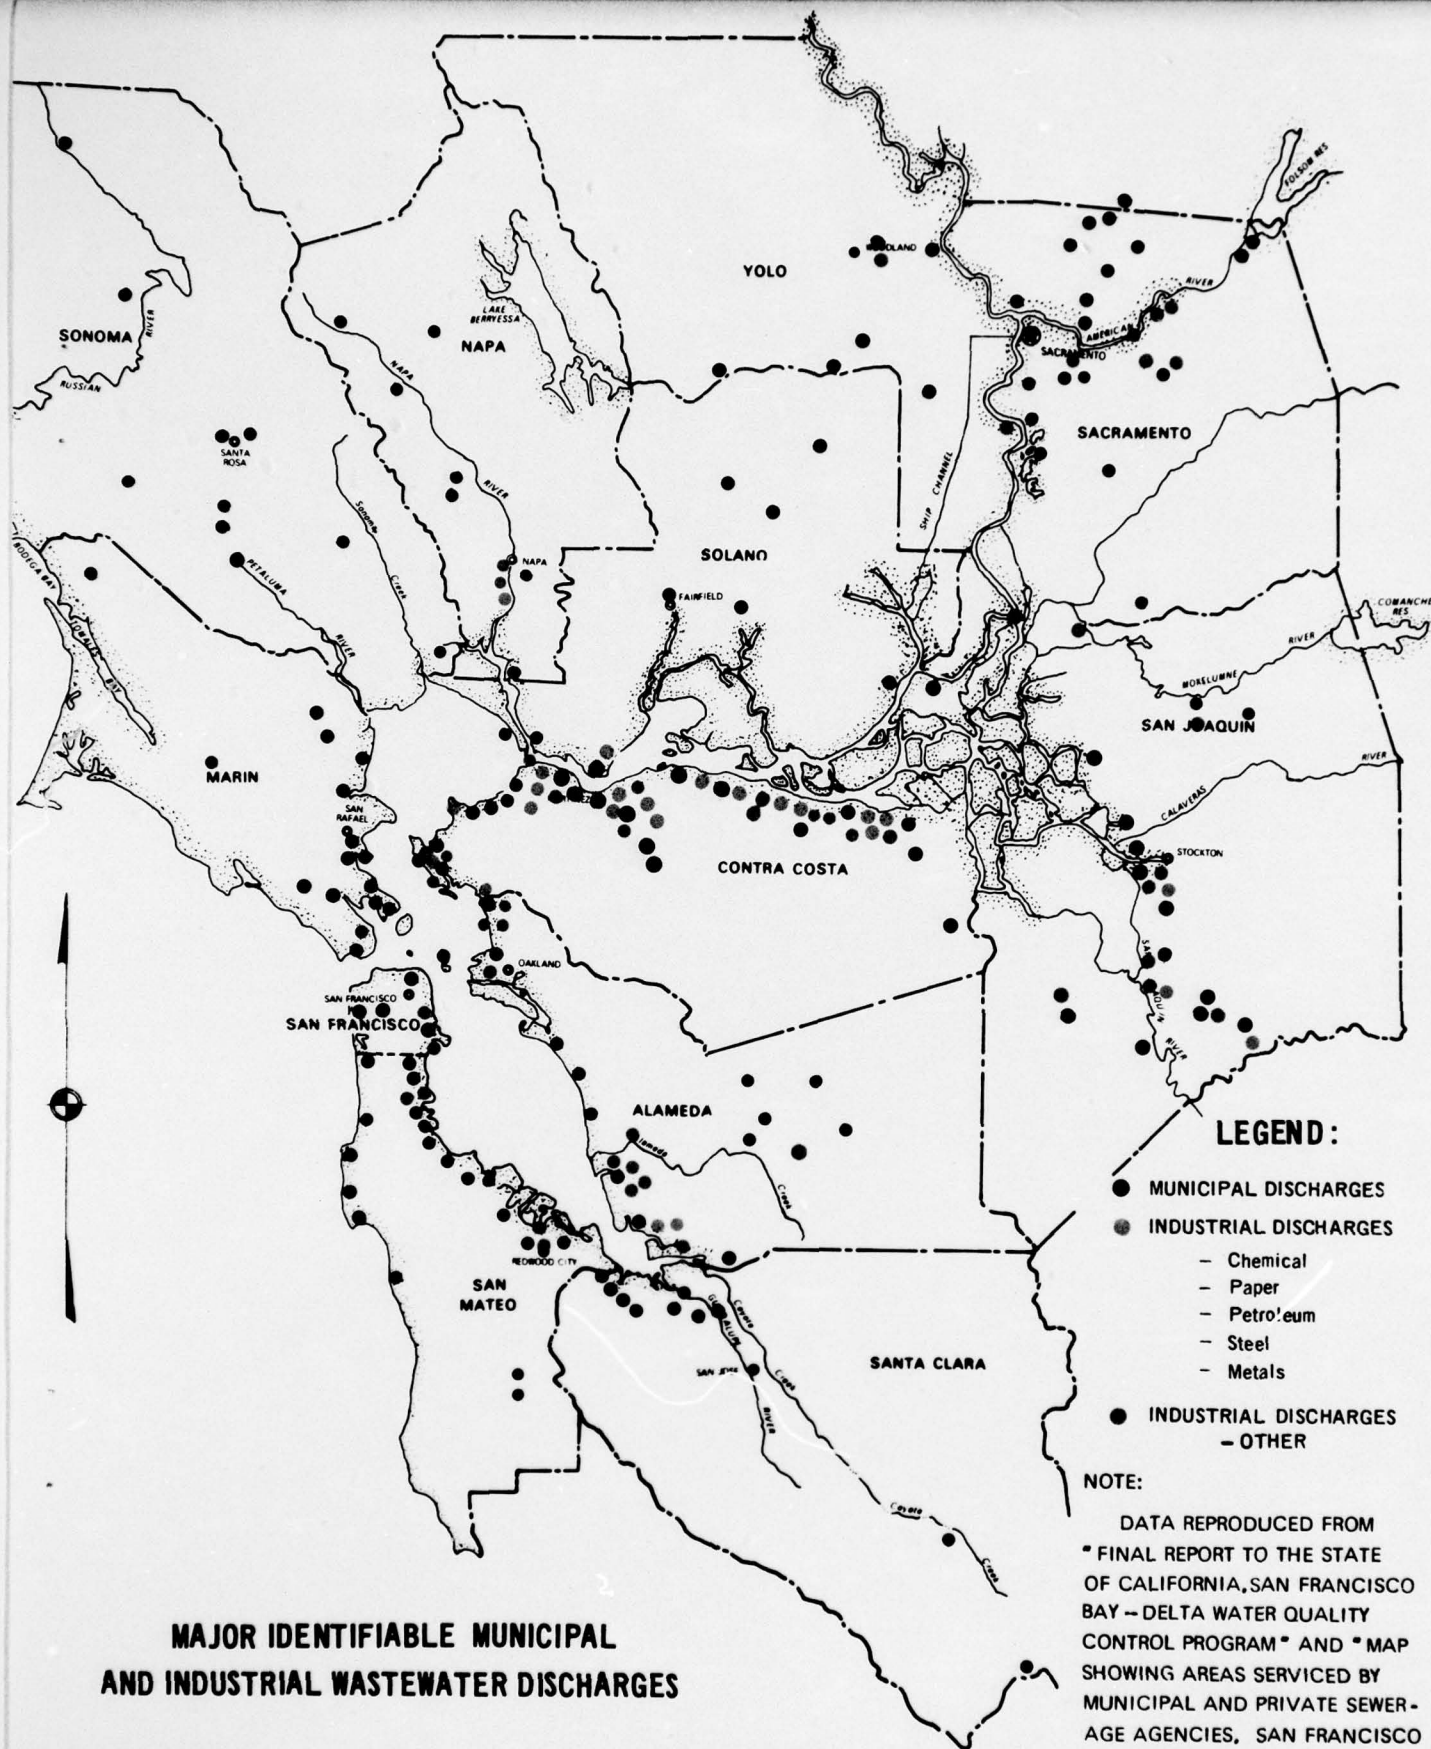 FOLSOM RES
YOLO
WOODLAND
RIVER
LAKE
BERRYESSA
NAPA
SONOMA
RIVER
RUSSIAN
NAPA
AMERICAN
SACRAMENTO
SACRAMENTO
SANTA
ROSA
RIVER
SHIP CHANNEL
Sonoma
Creek
SOLANO
NAPA
BODEGA BAY
PETALUMA
RIVER
FAIRFIELD
COMANCHE
RES
TOMALES
BAY
RIVER
MOKELUMNE
SAN JOAQUIN
RIVER
MARIN
CALAVERAS
SAN
RAFAEL
STOCKTON
CONTRA COSTA
OAKLAND
SAN
SAN FRANCISCO
SAN FRANCISCO
RIVER
ALAMEDA
Alameda
Creek
REDWOOD CITY
SAN
MATEO
GUADALUPE
Coyote
SANTA CLARA
SAN JOSE
Creek
RIVER
Coyote
Creek
LEGEND:
MUNICIPAL DISCHARGES
INDUSTRIAL DISCHARGES
– Chemical
– Paper
– Petroleum
– Steel
– Metals
INDUSTRIAL DISCHARGES
– OTHER
NOTE:
DATA REPRODUCED FROM
"FINAL REPORT TO THE STATE
OF CALIFORNIA, SAN FRANCISCO
BAY – DELTA WATER QUALITY
CONTROL PROGRAM" AND "MAP
SHOWING AREAS SERVICED BY
MUNICIPAL AND PRIVATE SEWER-
AGE AGENCIES, SAN FRANCISCO
MAJOR IDENTIFIABLE MUNICIPAL
AND INDUSTRIAL WASTEWATER DISCHARGES